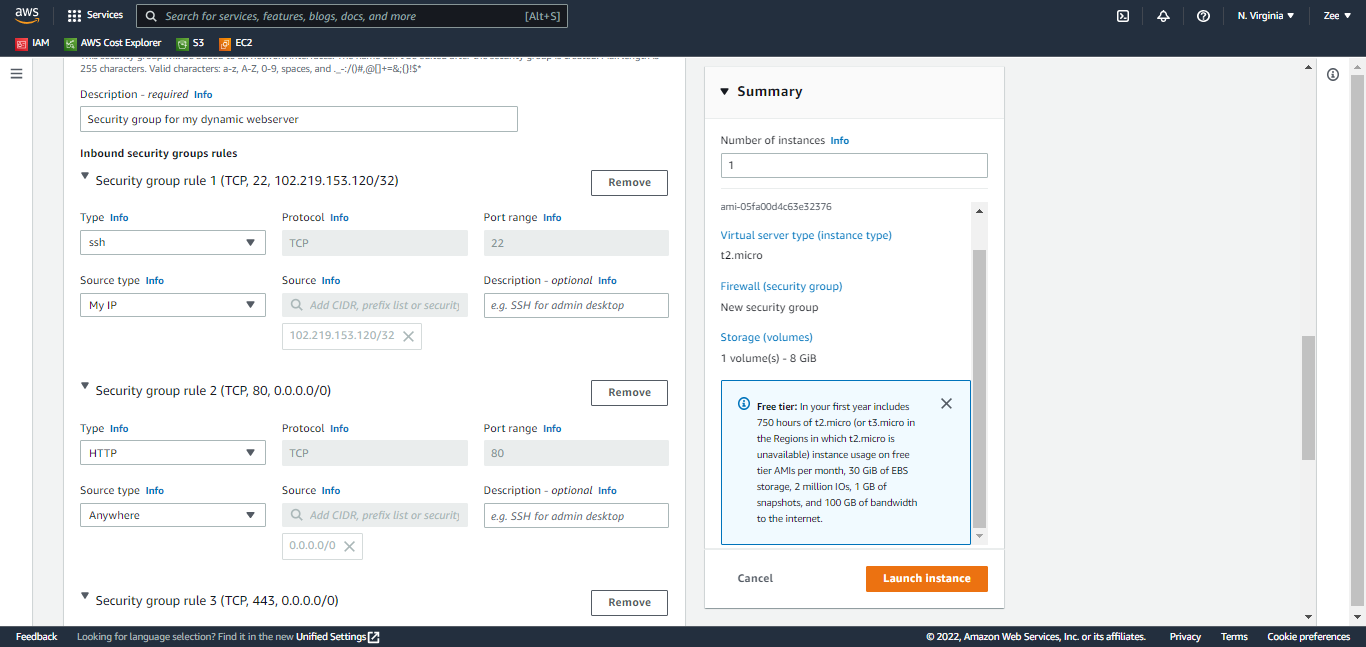 aws
Services
Search for services, features, blogs, docs, and more
[Alt+S]
N. Virginia
Zee
IAM
AWS Cost Explorer
S3
EC2
255 characters. Valid characters: a-z, A-Z, 0-9, spaces, and ._-:/()#,@[]+=&;{}!$*
Description - required Info
Security group for my dynamic webserver
Inbound security groups rules
Security group rule 1 (TCP, 22, 102.219.153.120/32)
Remove
Type Info
Protocol Info
Port range Info
ssh
TCP
22
Source type Info
Source Info
Description - optional Info
My IP
Add CIDR, prefix list or security
e.g. SSH for admin desktop
102.219.153.120/32
Security group rule 2 (TCP, 80, 0.0.0.0/0)
Remove
Type Info
Protocol Info
Port range Info
HTTP
TCP
80
Source type Info
Source Info
Description - optional Info
Anywhere
Add CIDR, prefix list or security
e.g. SSH for admin desktop
0.0.0.0/0
Security group rule 3 (TCP, 443, 0.0.0.0/0)
Remove
Summary
Number of instances Info
1
ami-05fa00d4c63e32376
Virtual server type (instance type)
t2.micro
Firewall (security group)
New security group
Storage (volumes)
1 volume(s) - 8 GiB
Free tier: In your first year includes
750 hours of t2.micro (or t3.micro in
the Regions in which t2.micro is
unavailable) instance usage on free
tier AMIs per month, 30 GiB of EBS
storage, 2 million IOs, 1 GB of
snapshots, and 100 GB of bandwidth
to the internet.
Cancel
Launch instance
Feedback
Looking for language selection? Find it in the new Unified Settings
© 2022, Amazon Web Services, Inc. or its affiliates.
Privacy
Terms
Cookie preferences